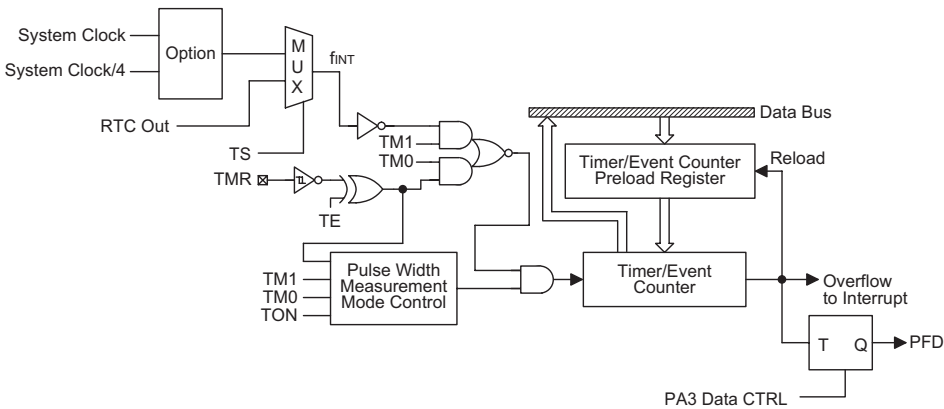 System Clock
System Clock/4
Option
M
U
X
fINT
RTC Out
TS
TMR
TE
TM1
TM0
Data Bus
Timer/Event Counter
Preload Register
Reload
TM1
TM0
TON
Pulse Width
Measurement
Mode Control
Timer/Event
Counter
Overflow
to Interrupt
T Q
PFD
PA3 Data CTRL